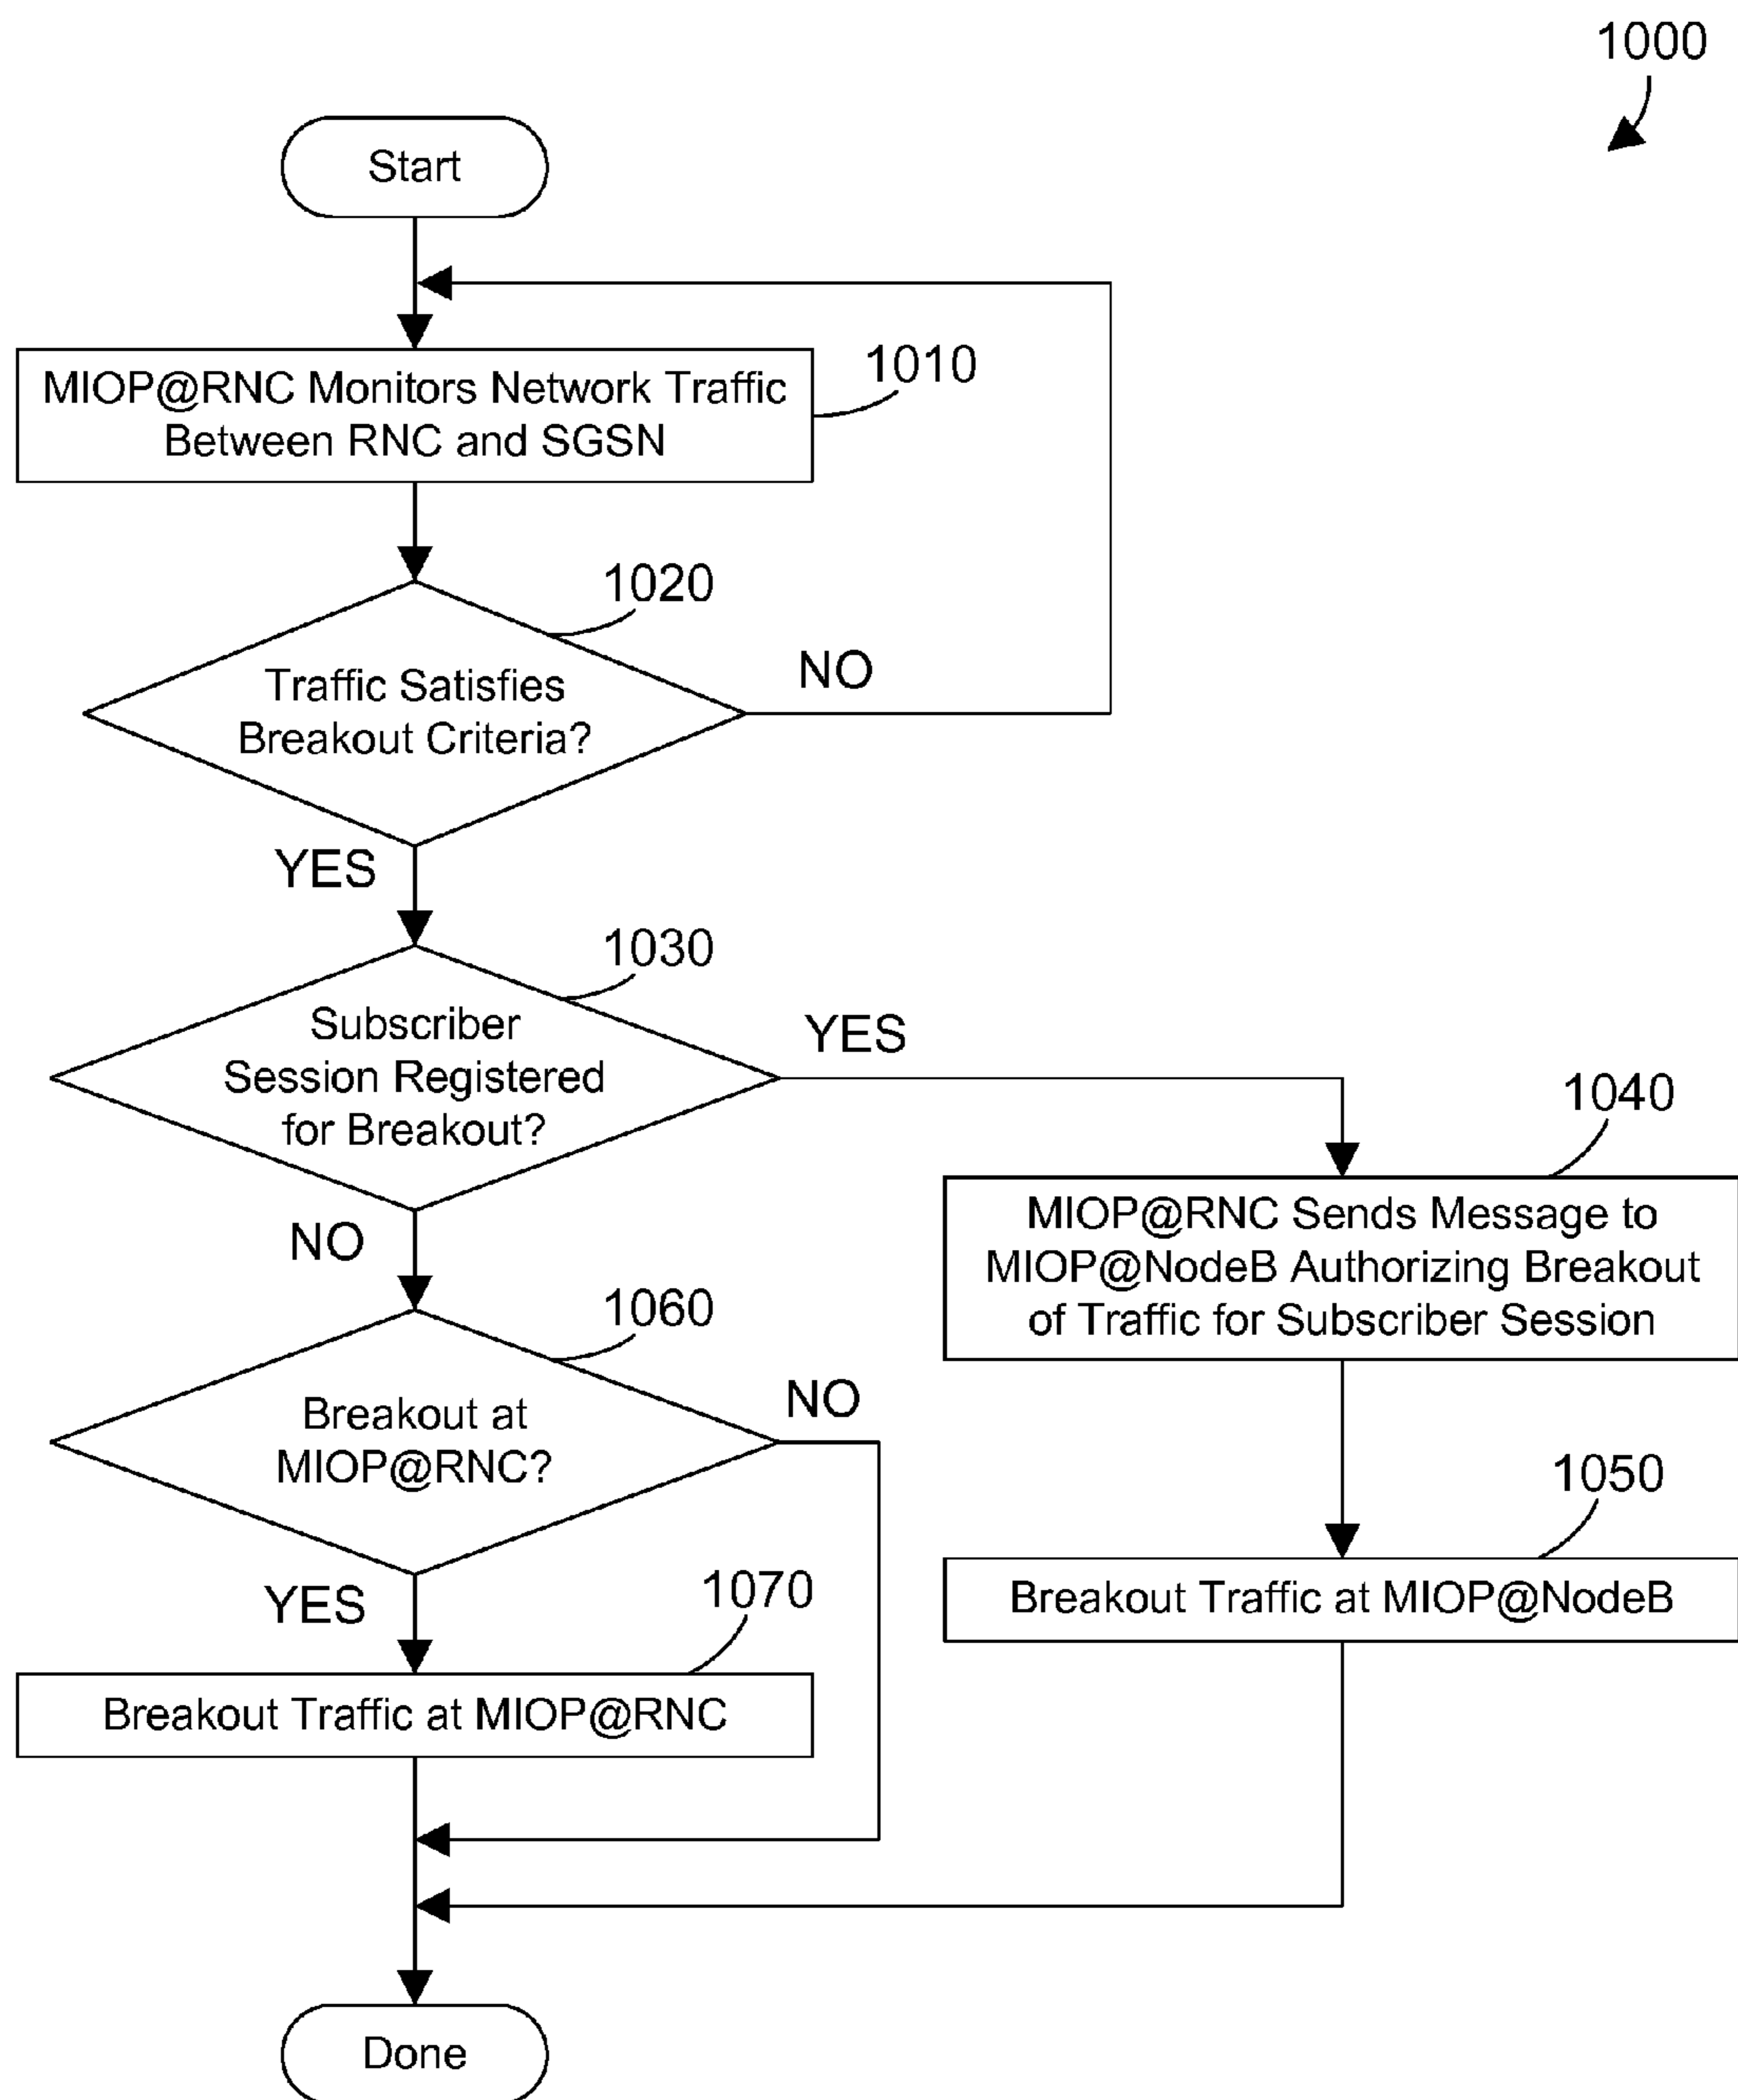 1000
Start
MIOP@RNC Monitors Network Traffic
Between RNC and SGSN
1010
1020
Traffic Satisfies
Breakout Criteria?
NO
YES
1030
Subscriber
Session Registered
for Breakout?
YES
NO
1040
MIOP@RNC Sends Message to
MIOP@NodeB Authorizing Breakout
of Traffic for Subscriber Session
1060
Breakout at
MIOP@RNC?
NO
YES
1050
Breakout Traffic at MIOP@NodeB
1070
Breakout Traffic at MIOP@RNC
Done